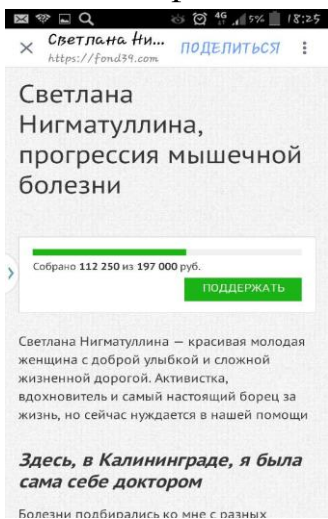 4G 5% 18:25
Светлана Ни...
ПОДЕЛИТЬСЯ
https://fond39.com
Светлана
Нигматуллина,
прогрессия мышечной
болезни
Собрано 112 250 из 197 000 руб.
ПОДДЕРЖАТЬ
Светлана Нигматуллина — красивая молодая
женщина с доброй улыбкой и сложной
жизненной дорогой. Активистка,
вдохновитель и самый настоящий борец за
жизнь, но сейчас нуждается в нашей помощи
Здесь, в Калининграде, я была
сама себе доктором
Болезни подбирались ко мне с разных